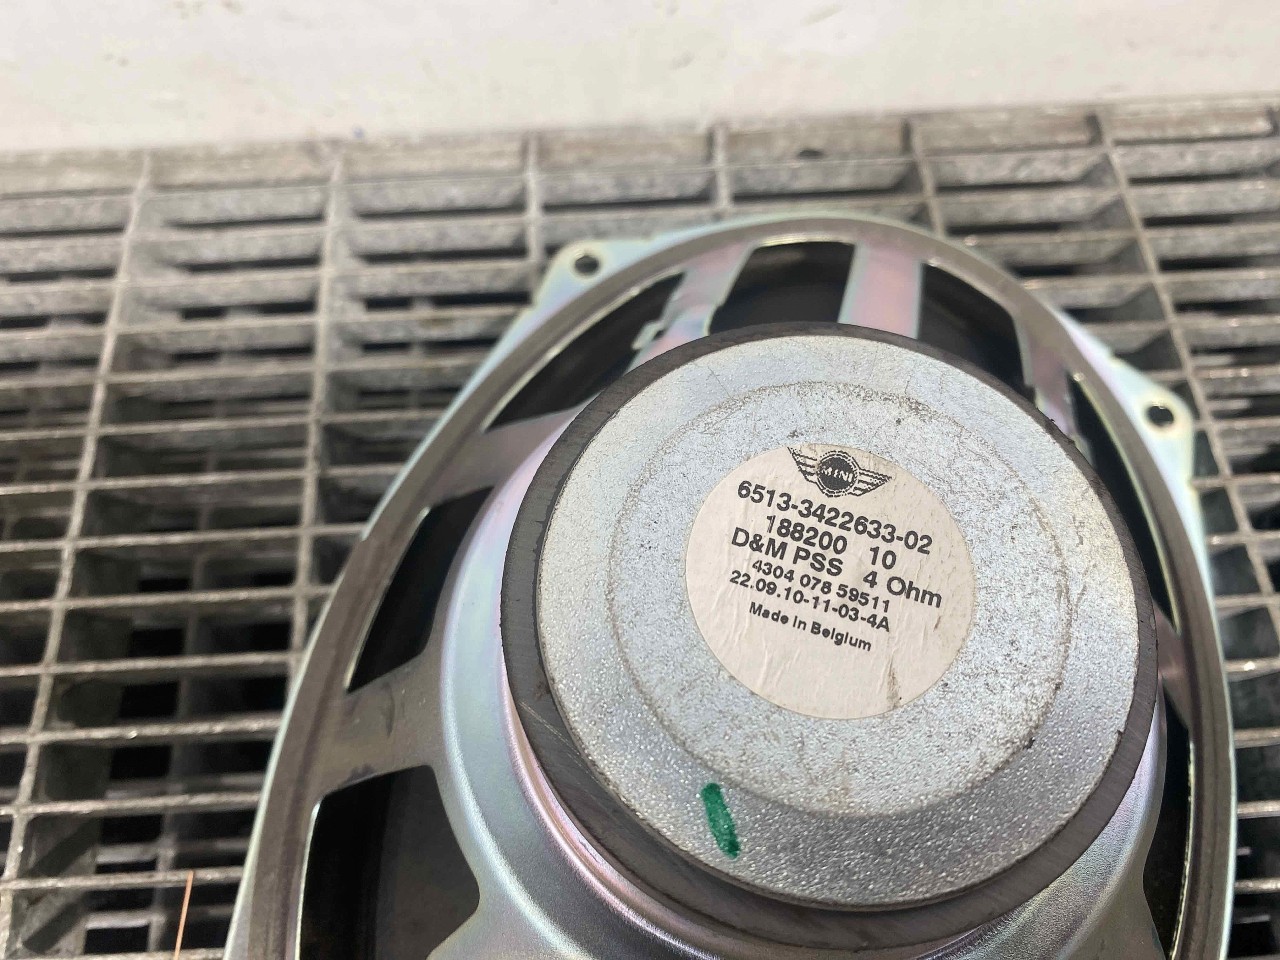 MINI
6513-3422633-02
188200 10
D&M PSS 4 Ohm
4304 078 59511
22.09.10-11-03-4A
Made in Belgium